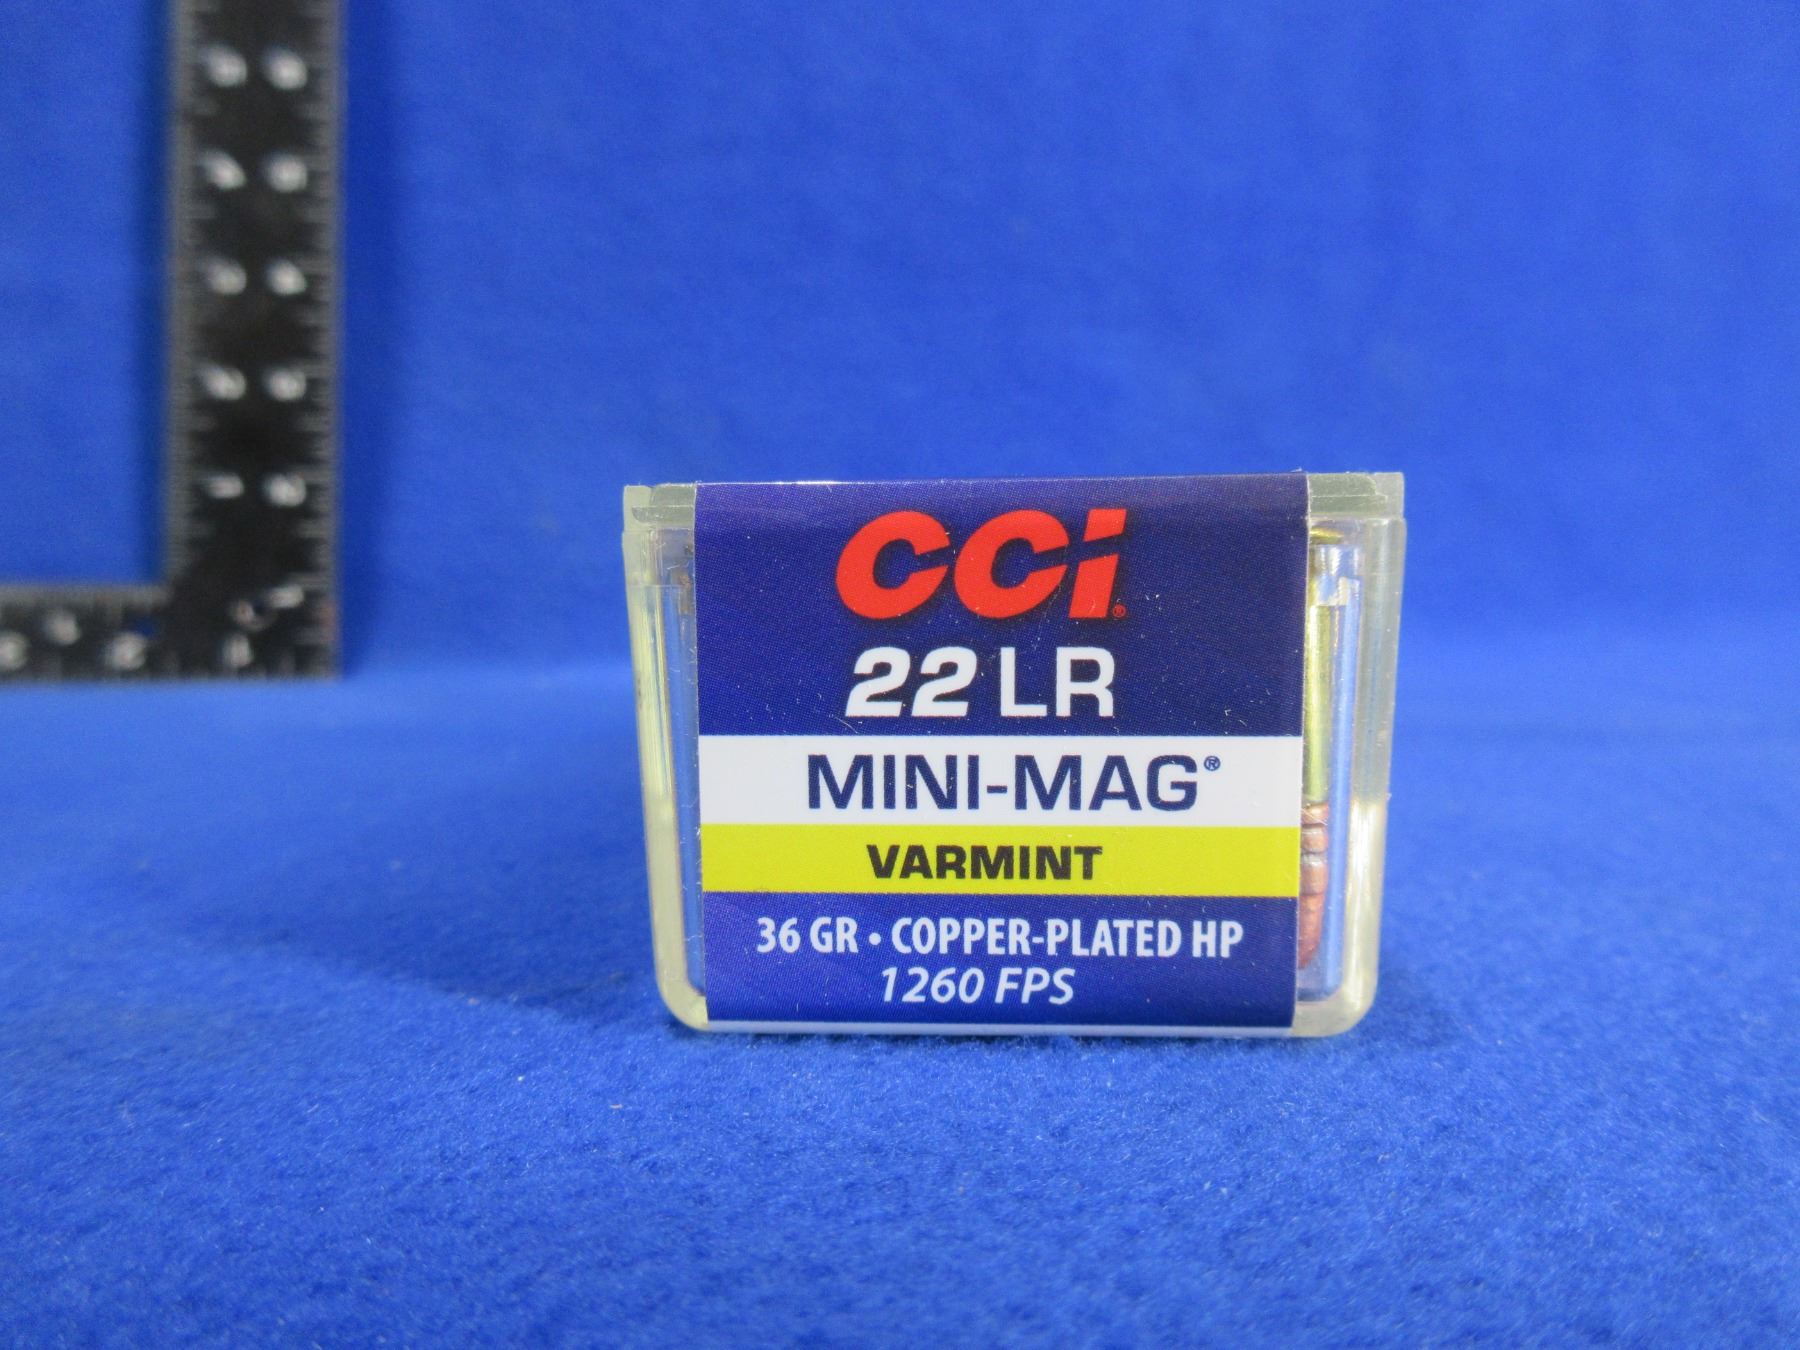 CCi®
22 LR
MINI-MAG®
VARMINT
36 GR • COPPER-PLATED HP
1260 FPS